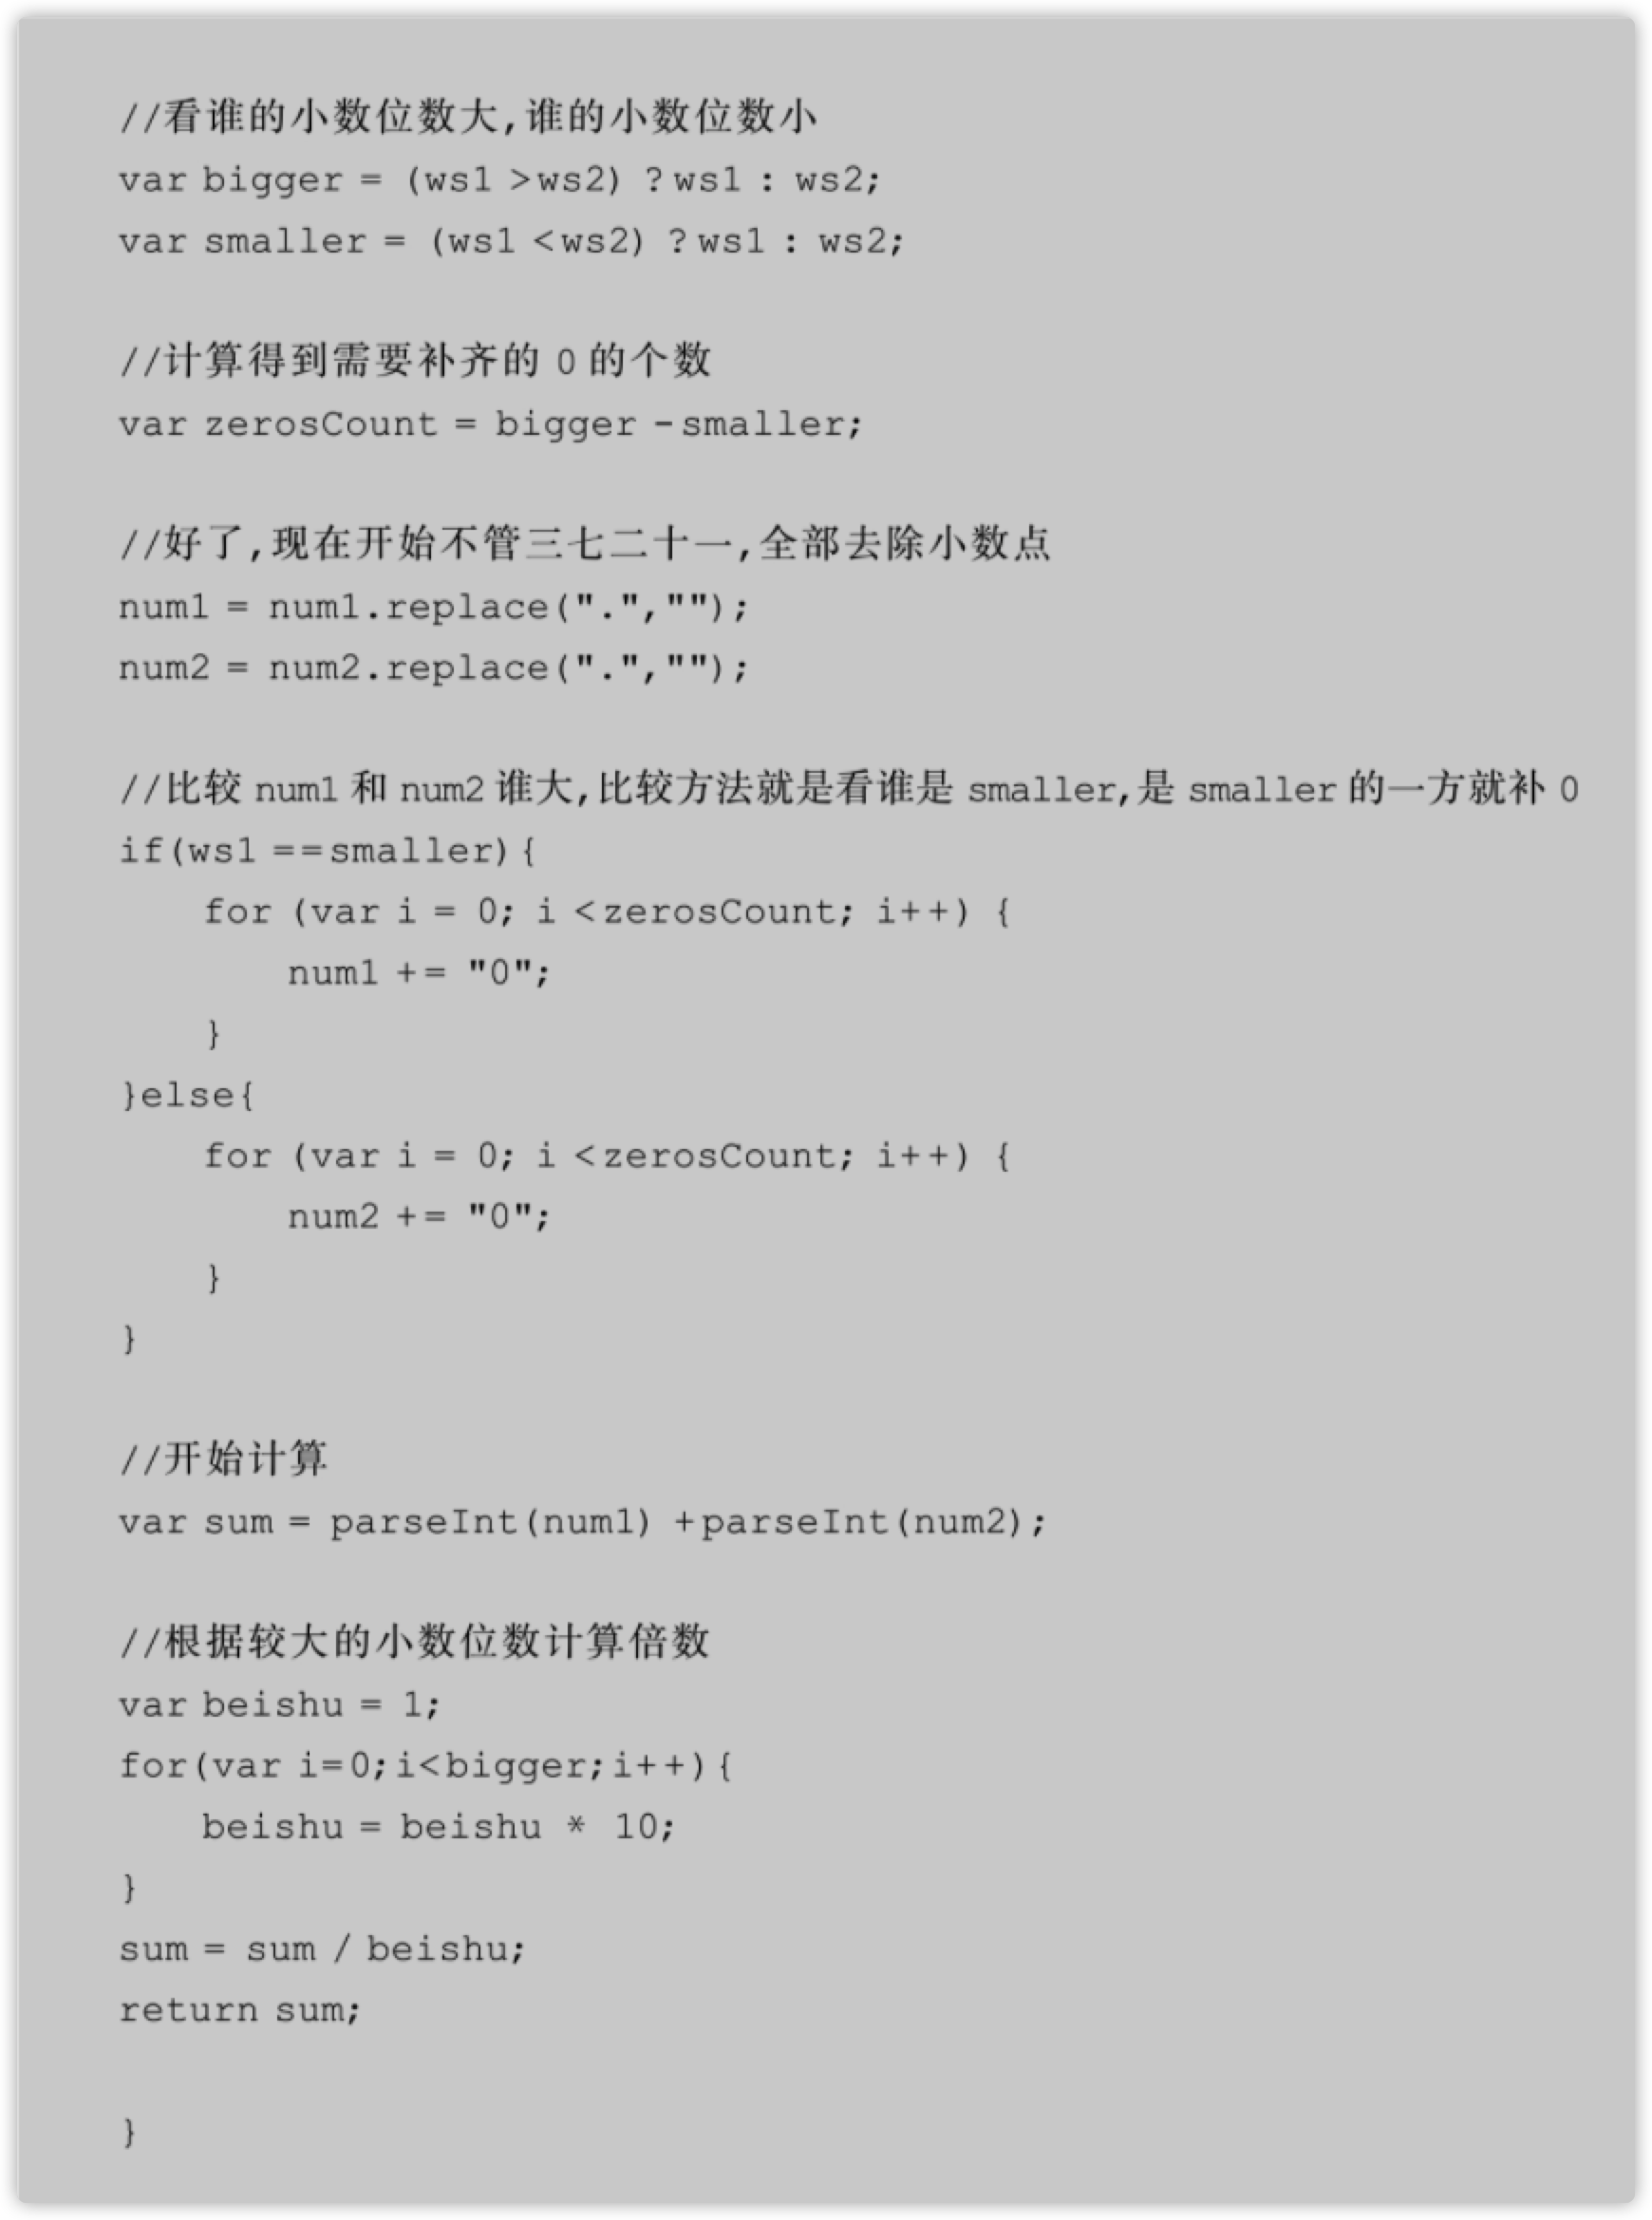 //看谁的小数位数大,谁的小数位数小
var bigger = (ws1 >ws2) ?ws1 : ws2;
var smaller = (ws1 <ws2) ?ws1 : ws2;
//计算得到需要补齐的 0 的个数
var zerosCount = bigger -smaller;
//好了,现在开始不管三七二十一,全部去除小数点
num1 = num1.replace(".","");
num2 = num2.replace(".","");
//比较 num1 和 num2 谁大,比较方法就是看谁是 smaller,是 smaller 的一方就补 0
if(ws1 ==smaller){
    for (var i = 0; i <zerosCount; i++) {
        num1 += "0";
    }
}else{
    for (var i = 0; i <zerosCount; i++) {
        num2 += "0";
    }
}
//开始计算
var sum = parseInt(num1) +parseInt(num2);
//根据较大的小数位数计算倍数
var beishu = 1;
for(var i=0;i<bigger;i++){
    beishu = beishu * 10;
}
sum = sum / beishu;
return sum;
}